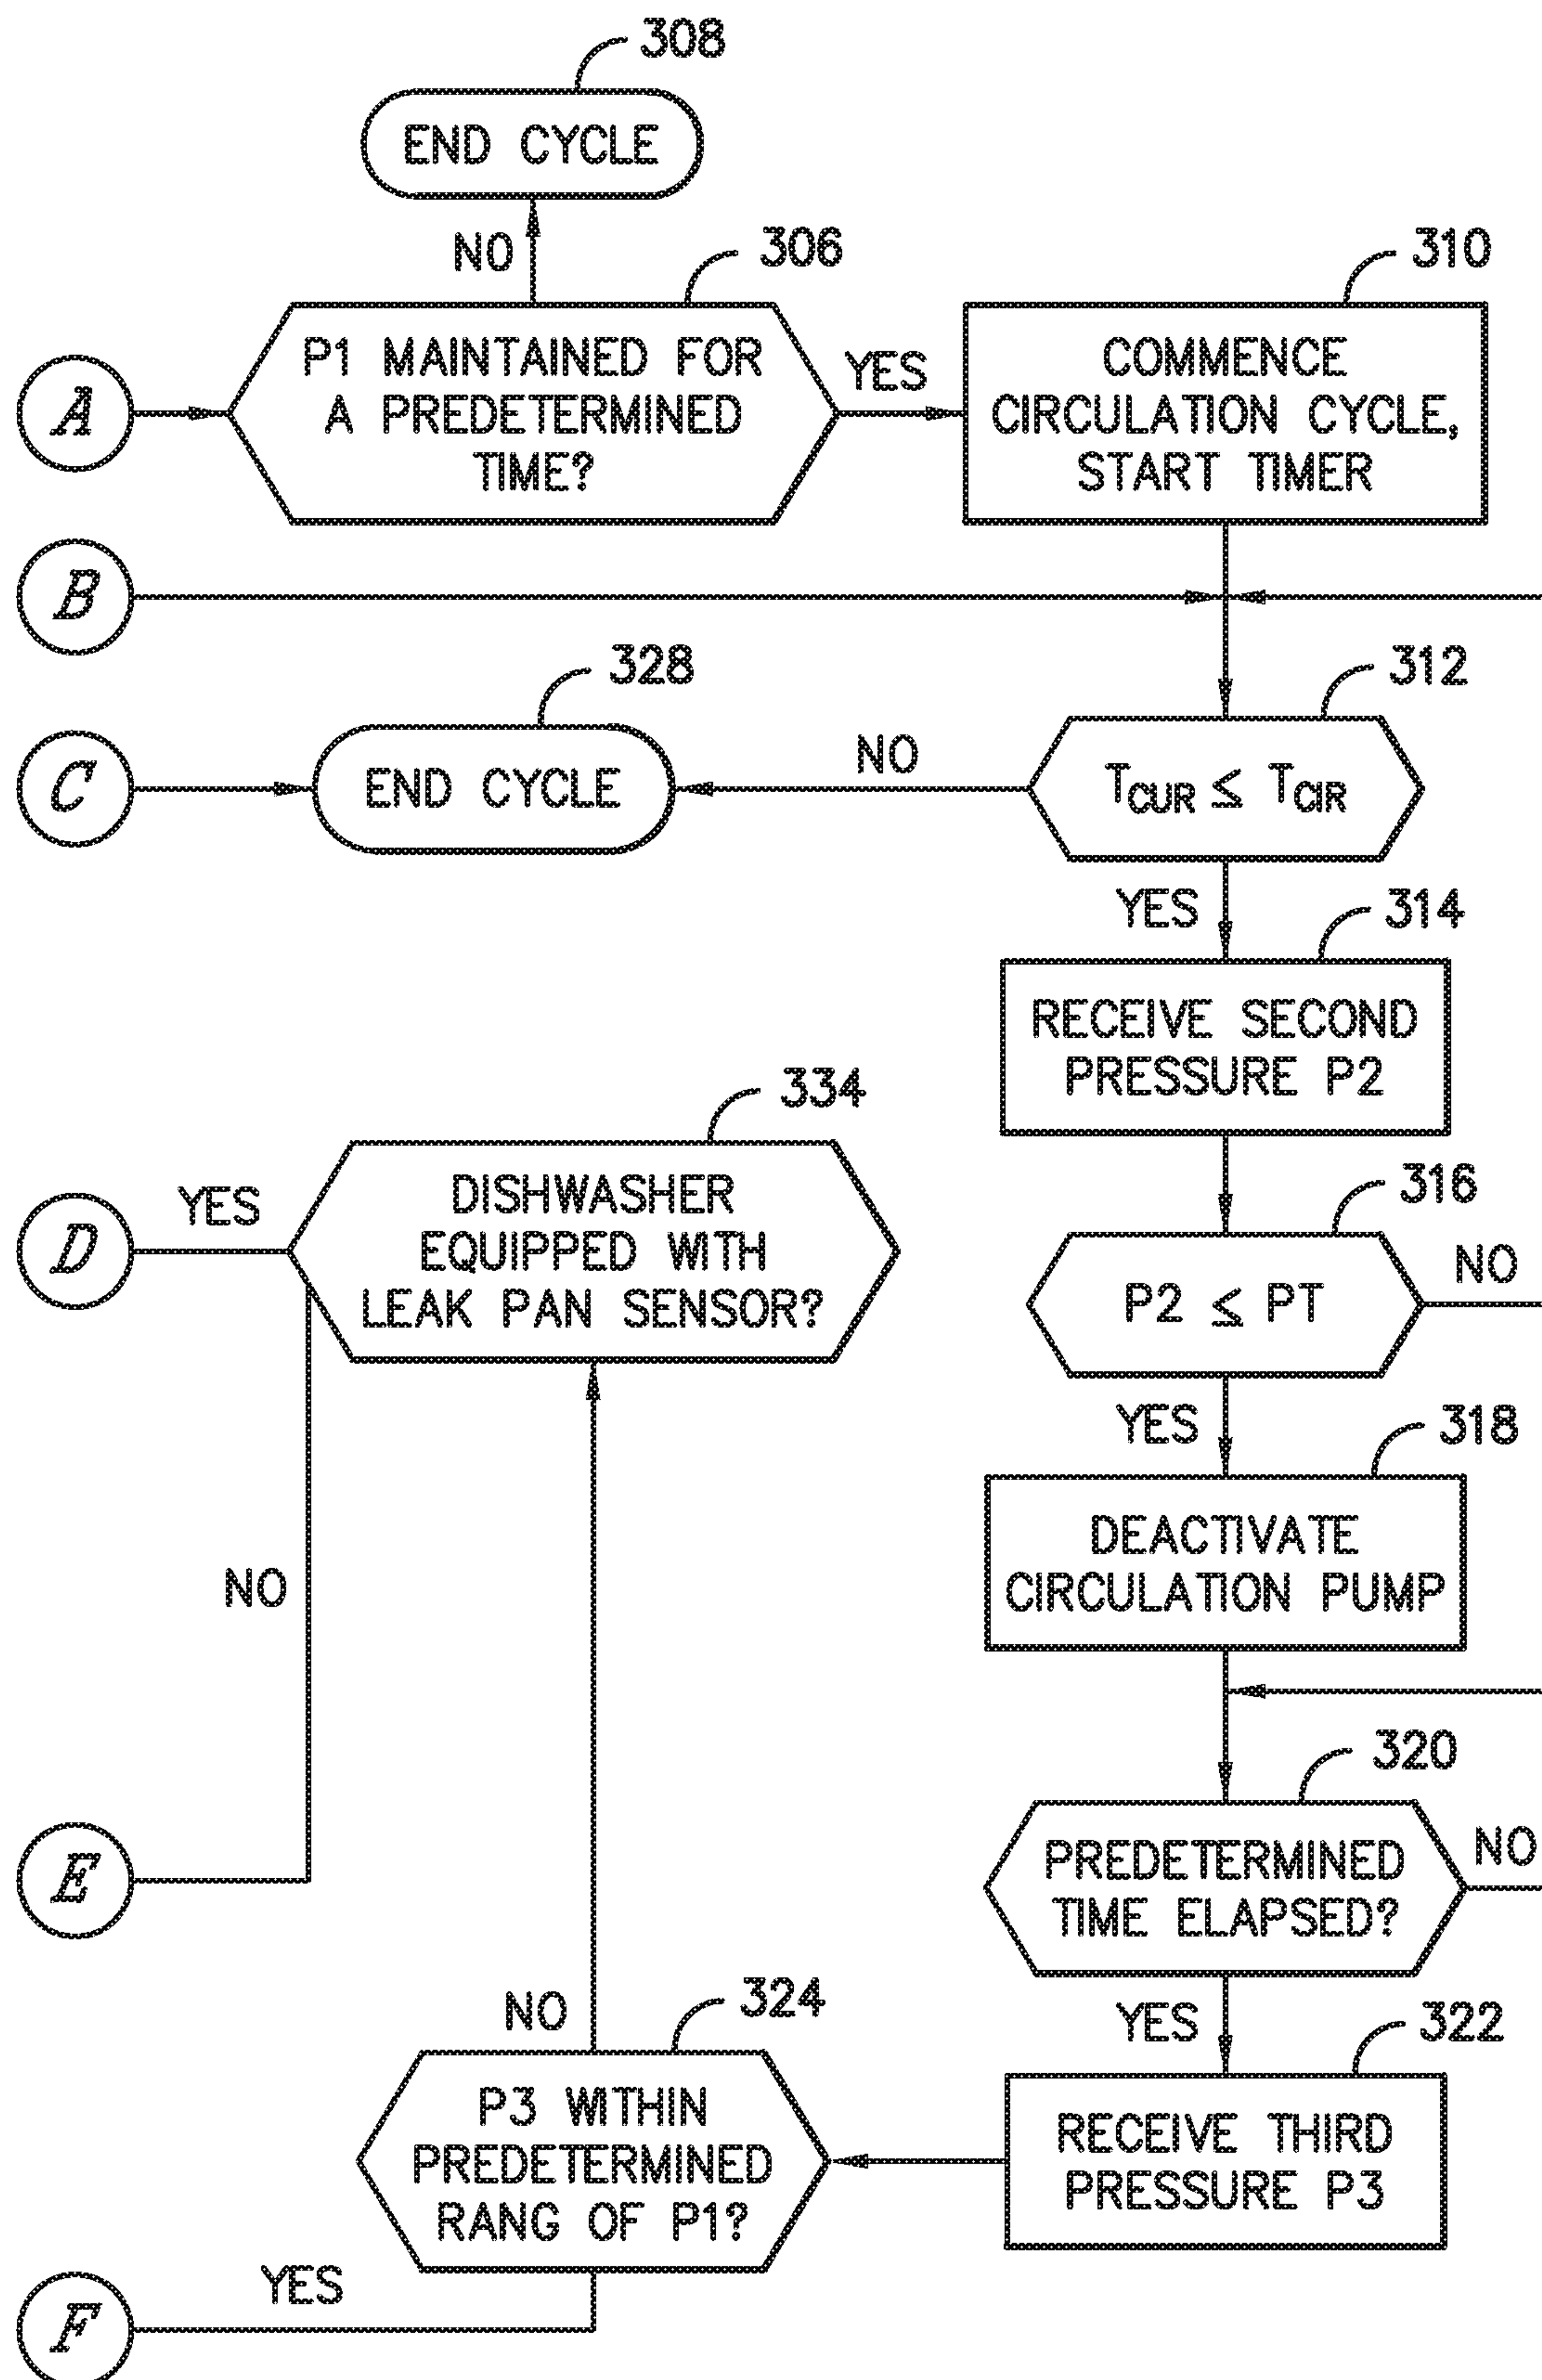 308
END CYCLE
NO
306
310
A
P1 MAINTAINED FOR
A PREDETERMINED
TIME?
YES
COMMENCE
CIRCULATION CYCLE,
START TIMER
B
328
312
C
END CYCLE
NO
TCUR ≤ TCIR
YES
314
RECEIVE SECOND
PRESSURE P2
334
316
D
YES
DISHWASHER
EQUIPPED WITH
LEAK PAN SENSOR?
P2 ≤ PT
NO
YES
318
DEACTIVATE
CIRCULATION PUMP
NO
320
E
PREDETERMINED
TIME ELAPSED?
NO
NO
324
YES
322
P3 WITHIN
PREDETERMINED
RANG OF P1?
RECEIVE THIRD
PRESSURE P3
YES
F